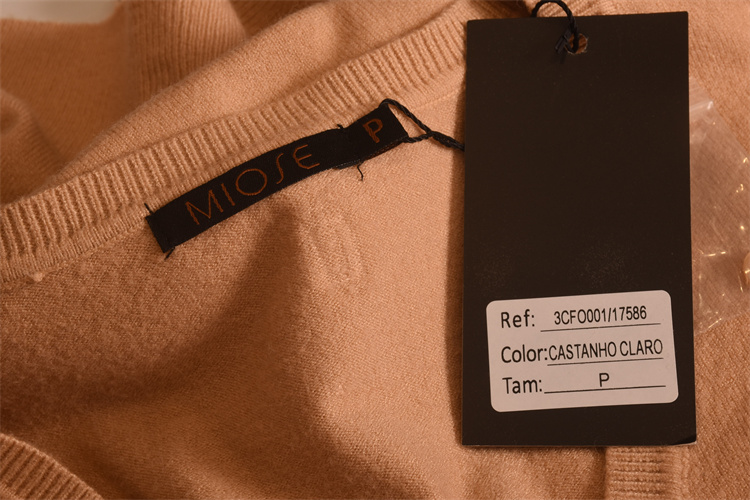 MIOSE P
Ref: 3CFO001/17586
Color: CASTANHO CLARO
Tam: P